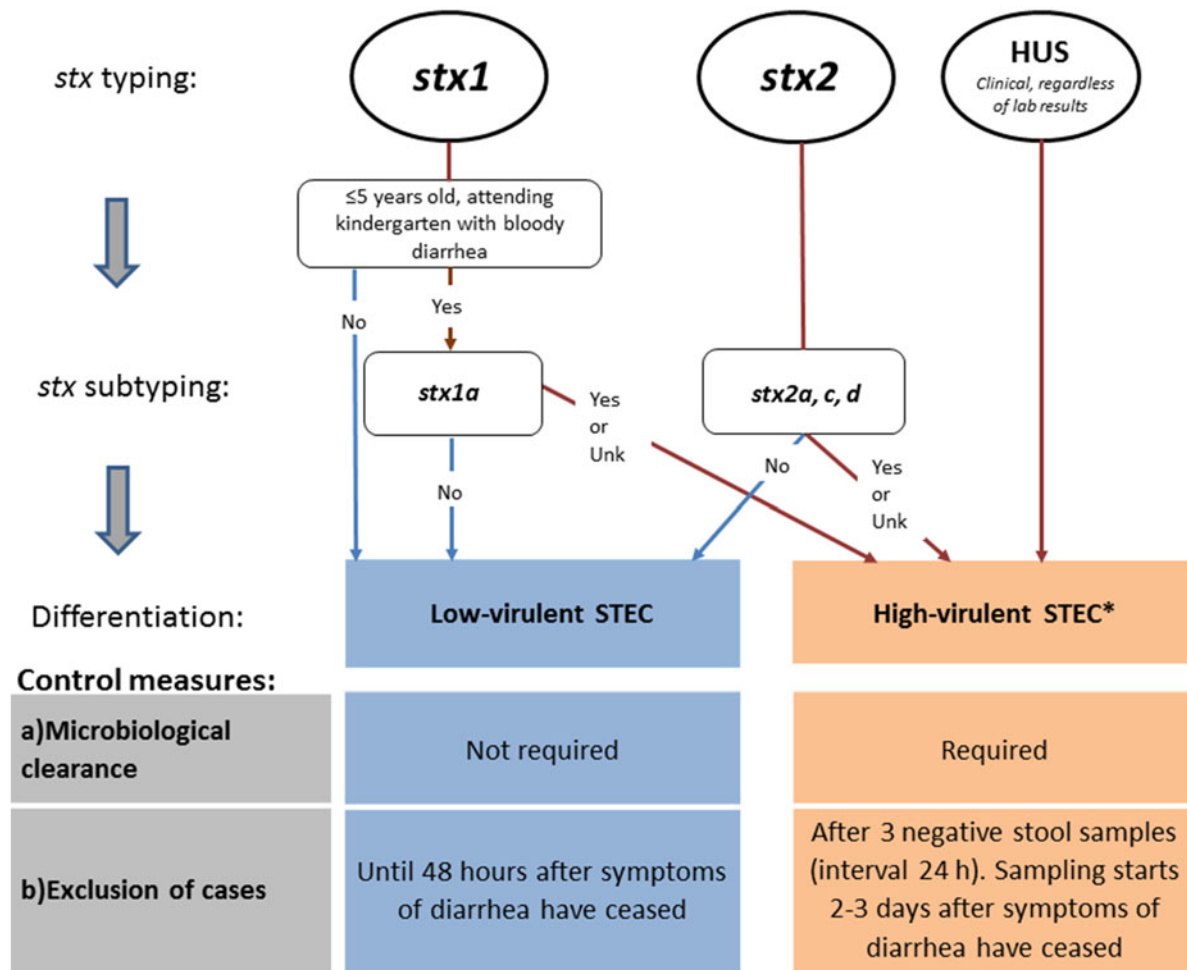 stx typing:
stx1
stx2
HUS
Clinical, regardless
of lab results
≤5 years old, attending
kindergarten with bloody
diarrhea
No
Yes
stx subtyping:
stx1a
Yes
or
Unk
stx2a, c, d
No
No
Yes
or
Unk
Differentiation:
Low-virulent STEC
High-virulent STEC*
Control measures:
a)Microbiological
clearance
Not required
Required
b)Exclusion of cases
Until 48 hours after symptoms
of diarrhea have ceased
After 3 negative stool samples
(interval 24 h). Sampling starts
2-3 days after symptoms of
diarrhea have ceased